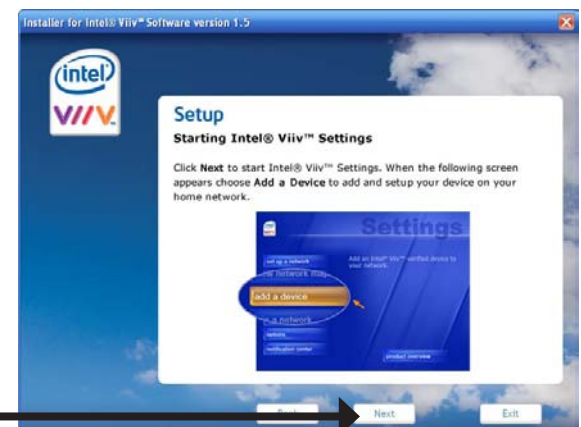 Installer for Intel® Viiv™ Software version 1.5
intel
VIIV.
Setup
Starting Intel® Viiv™ Settings
Click Next to start Intel® Viiv™ Settings. When the following screen
appears choose Add a Device to add and setup your device on your
home network.
Settings
set up a network
Add an Intel® Viiv™ verified device to
your network.
network map
add a device
a network
options
notification center
product overview
Next
Exit